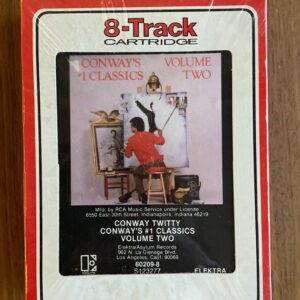 8-Track
CARTRIDGE
CONWAY'S VOLUME
#1 CLASSICS TWO
Mfg. by RCA Music Service under License
6550 East 30th Street, Indianapolis, Indiana 46219
CONWAY TWITTY
CONWAY'S #1 CLASSICS
VOLUME TWO
Elektra/Asylum Records
962 N. La Cienega Blvd.
Los Angeles, Calif. 90069
60209-8
S123277 ELEKTRA